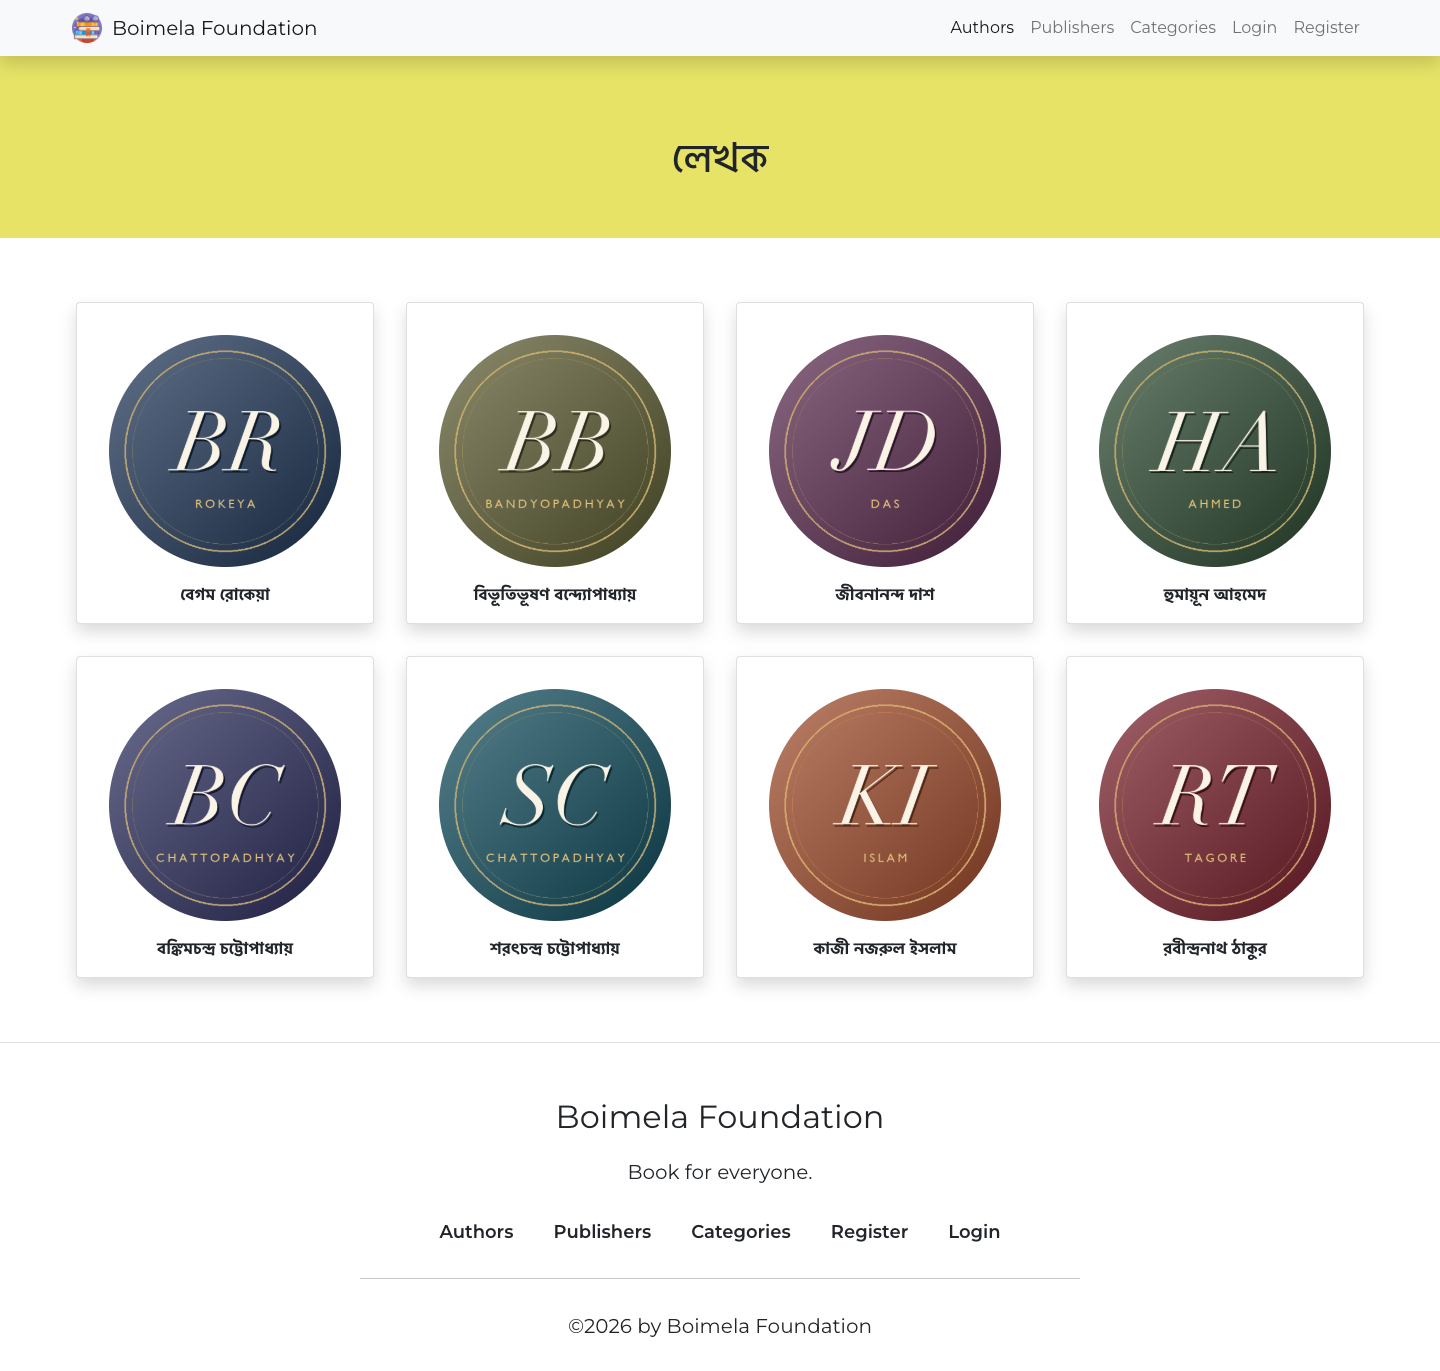 Boimela Foundation
Authors Publishers Categories Login Register
লেখক
BR
ROKEYA
বেগম রোকেয়া
BB
BANDYOPADHYAY
বিভূতিভূষণ বন্দ্যোপাধ্যায়
JD
DAS
জীবনানন্দ দাশ
HA
AHMED
হুমায়ূন আহমেদ
BC
CHATTOPADHYAY
বঙ্কিমচন্দ্র চট্টোপাধ্যায়
SC
CHATTOPADHYAY
শরৎচন্দ্র চট্টোপাধ্যায়
KI
ISLAM
কাজী নজরুল ইসলাম
RT
TAGORE
রবীন্দ্রনাথ ঠাকুর
Boimela Foundation
Book for everyone.
Authors Publishers Categories Register Login
©2026 by Boimela Foundation